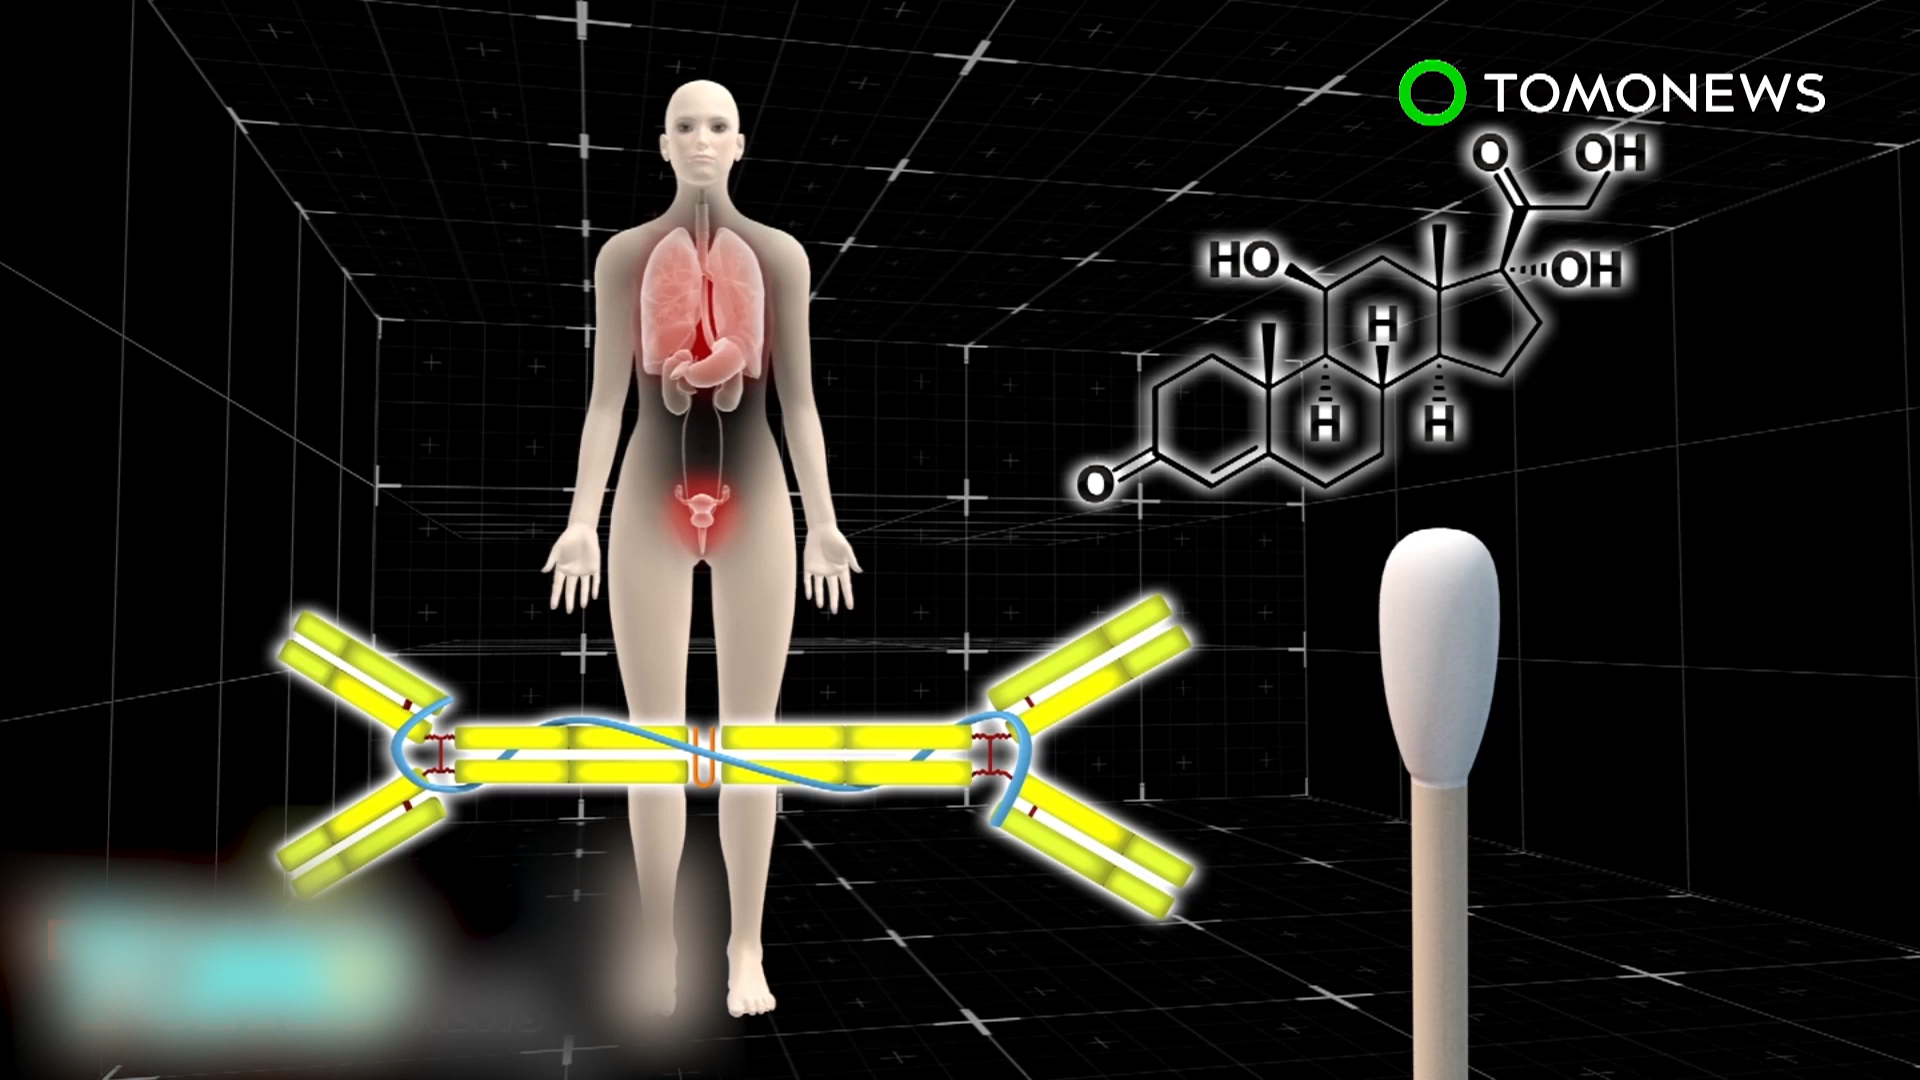 TOMONEWS
O OH
HO OH
H
H H
O